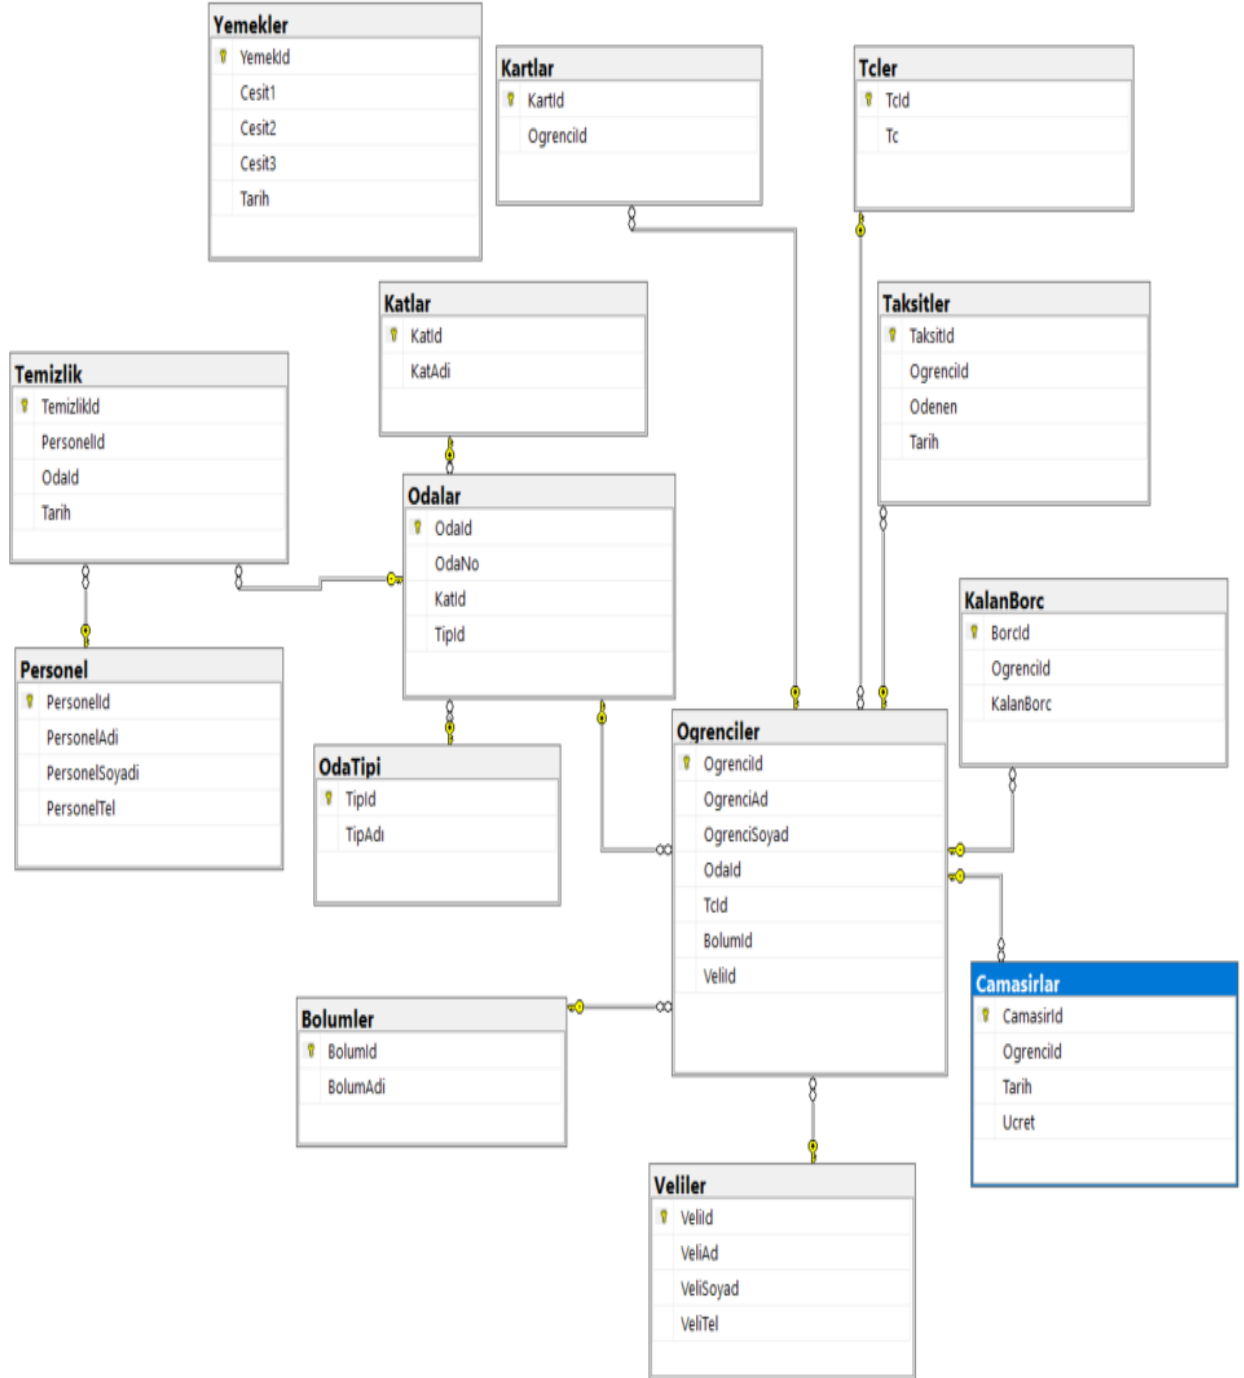 Yemekler
YemekId
Cesit1
Cesit2
Cesit3
Tarih
Kartlar
KartId
OgrenciId
Tcler
TcId
Tc
Katlar
KatId
KatAdi
Taksitler
TaksitId
OgrenciId
Odenen
Tarih
Temizlik
TemizlikId
PersonelId
OdaId
Tarih
Odalar
OdaId
OdaNo
KatId
TipId
KalanBorc
BorcId
OgrenciId
KalanBorc
Personel
PersonelId
PersonelAdi
PersonelSoyadi
PersonelTel
OdaTipi
TipId
TipAdı
Ogrenciler
OgrenciId
OgrenciAd
OgrenciSoyad
OdaId
TcId
BolumId
VeliId
Camasirlar
CamasirId
OgrenciId
Tarih
Ucret
Bolumler
BolumId
BolumAdi
Veliler
VeliId
VeliAd
VeliSoyad
VeliTel